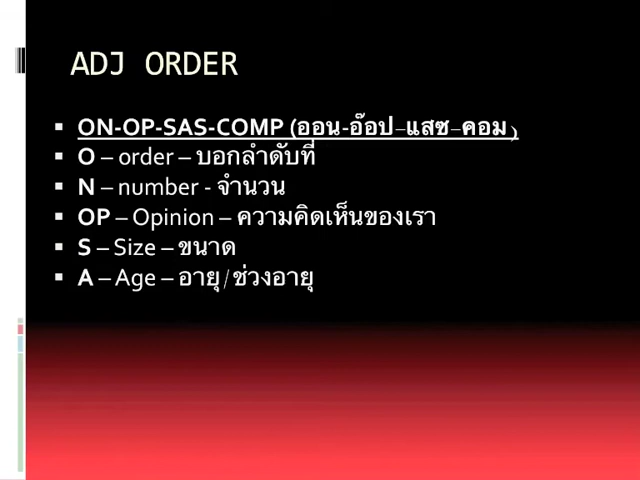 ADJ ORDER
ON-OP-SAS-COMP (ออน-อ๊อป–แสซ–คอม)
O – order – บอกลำดับที่
N – number - จำนวน
OP – Opinion – ความคิดเห็นของเรา
S – Size – ขนาด
A – Age – อายุ/ช่วงอายุ